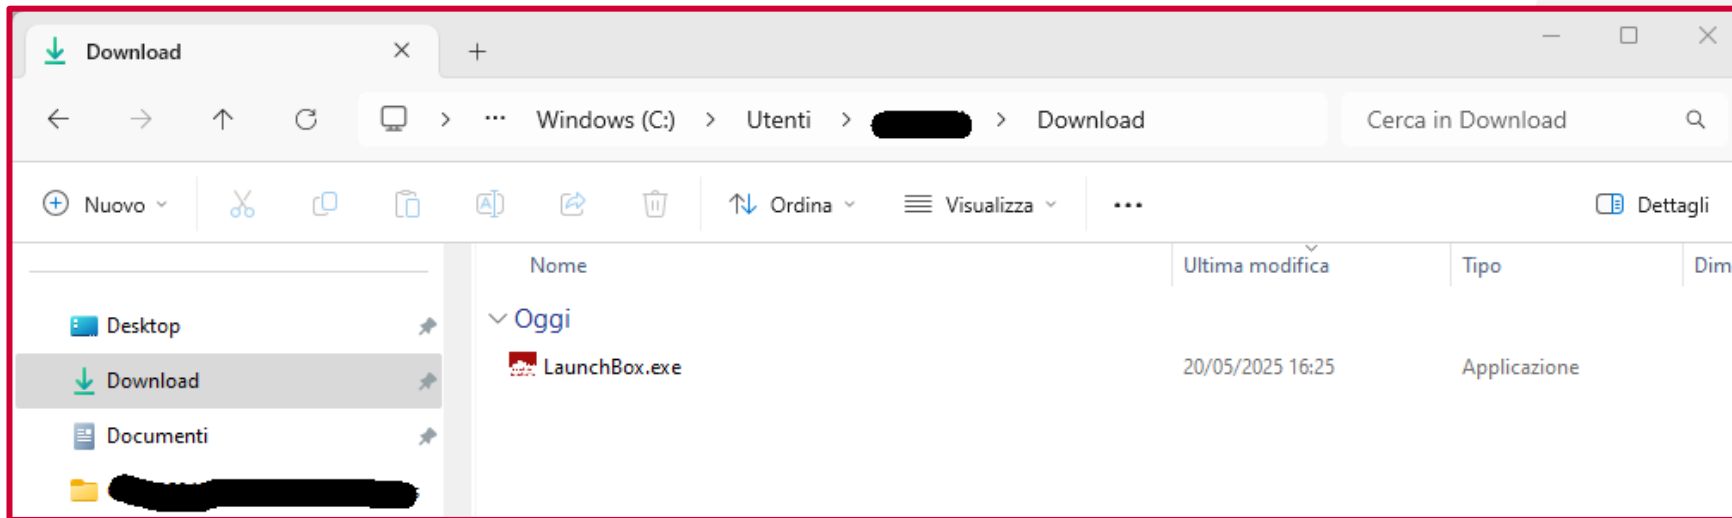 Download
Windows (C:) > Utenti > > Download
Cerca in Download
Nuovo
Ordina
Visualizza
Dettagli
Nome
Ultima modifica
Tipo
Dim
Oggi
LaunchBox.exe
20/05/2025 16:25
Applicazione
Desktop
Download
Documenti